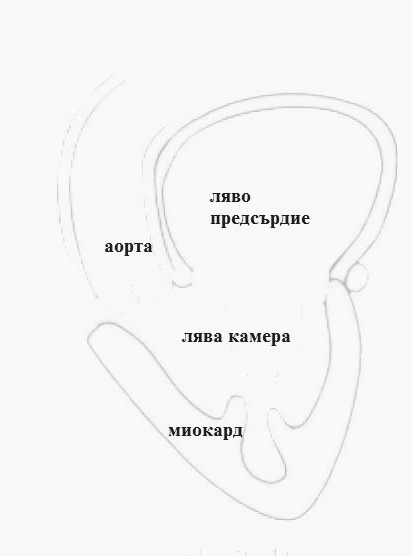 ляво
предсърдие
аорта
лява камера
миокард